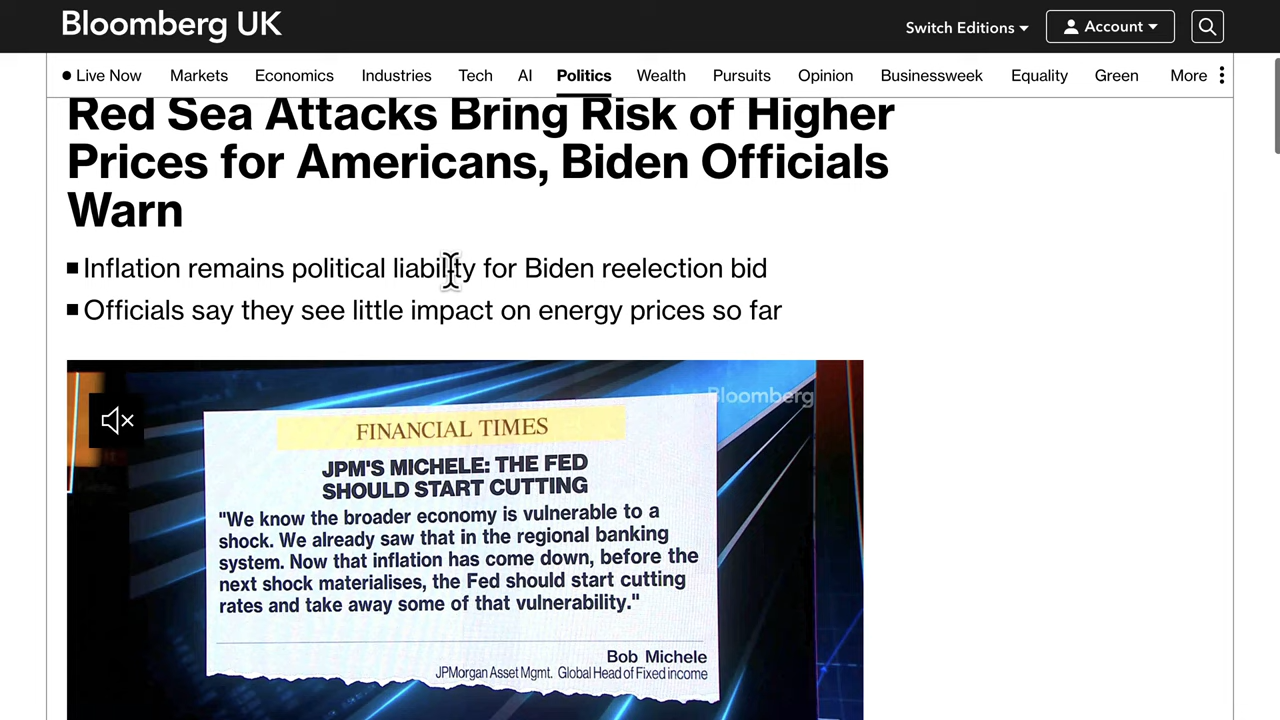 Bloomberg UK
Switch Editions
Account
Live Now Markets Economics Industries Tech AI Politics Wealth Pursuits Opinion Businessweek Equality Green More
Red Sea Attacks Bring Risk of Higher
Prices for Americans, Biden Officials
Warn
Inflation remains political liability for Biden reelection bid
Officials say they see little impact on energy prices so far
Bloomberg
FINANCIAL TIMES
JPM'S MICHELE: THE FED
SHOULD START CUTTING
"We know the broader economy is vulnerable to a
shock. We already saw that in the regional banking
system. Now that inflation has come down, before the
next shock materialises, the Fed should start cutting
rates and take away some of that vulnerability."
Bob Michele
JPMorgan Asset Mgmt. Global Head of Fixed income